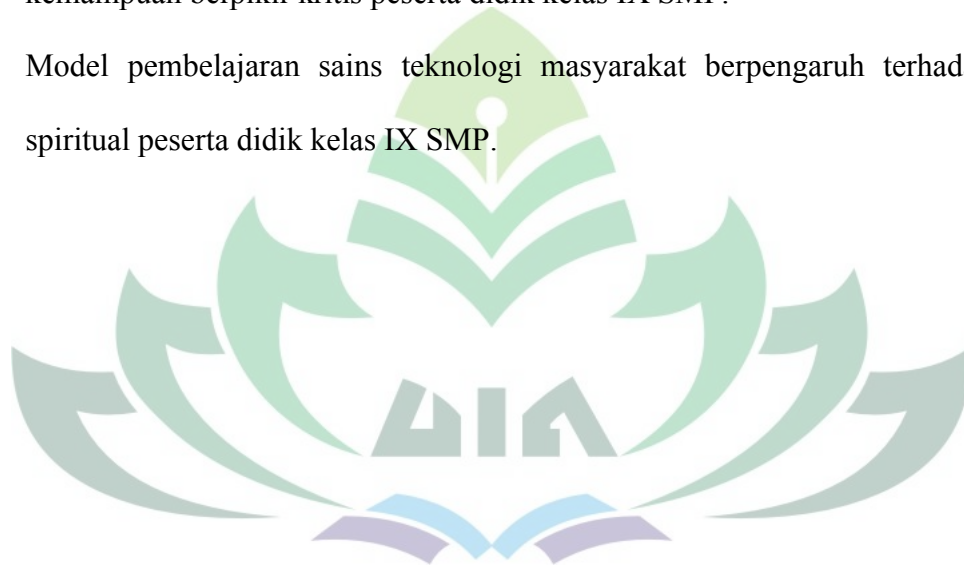 kemampuan berpikir kritis peserta didik kelas IX SMP.
Model pembelajaran sains teknologi masyarakat berpengaruh terhad
spiritual peserta didik kelas IX SMP.
UIN